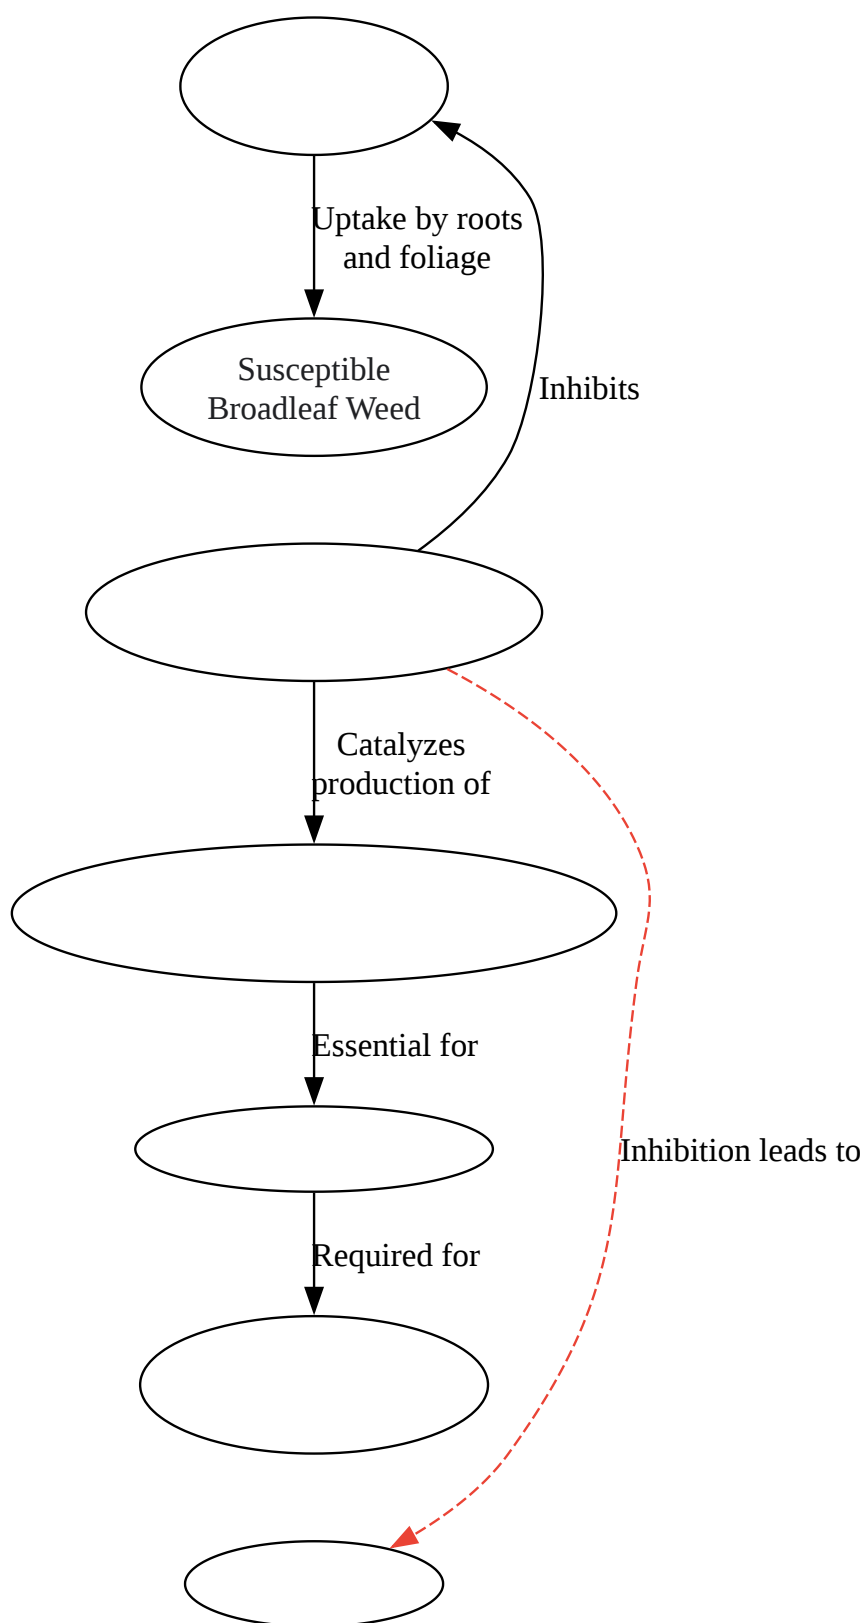 Uptake by roots
and foliage
Susceptible
Broadleaf Weed
Inhibits
Catalyzes
production of
Essential for
Inhibition leads to
Required for